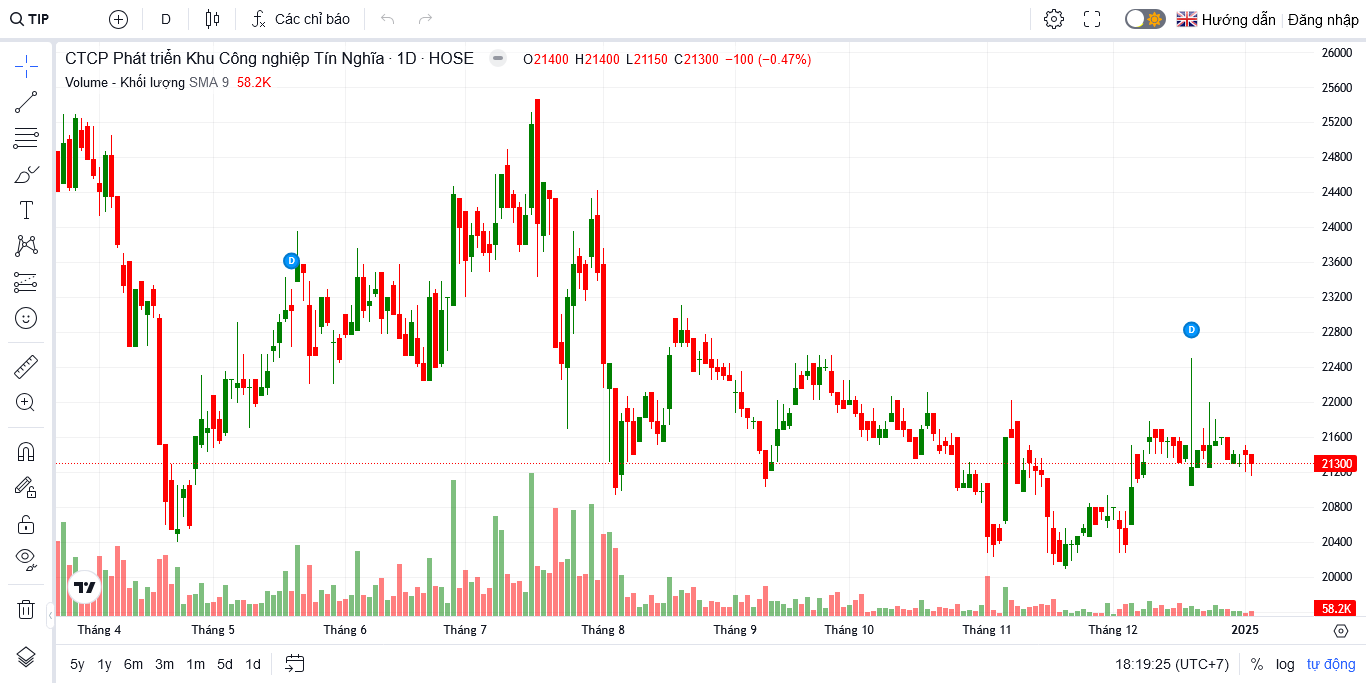 TIP D Các chỉ báo Hướng dẫn Đăng nhập
CTCP Phát triển Khu Công nghiệp Tín Nghĩa · 1D · HOSE O21400 H21400 L21150 C21300 −100 (−0.47%)
Volume - Khối lượng SMA 9 58.2K
26000
25600
25200
24800
24400
24000
23600
23200
22800
22400
22000
21600
21300
21200
20800
20400
20000
58.2K
D
D
Tháng 4 Tháng 5 Tháng 6 Tháng 7 Tháng 8 Tháng 9 Tháng 10 Tháng 11 Tháng 12 2025
5y 1y 6m 3m 1m 5d 1d 18:19:25 (UTC+7) % log tự động